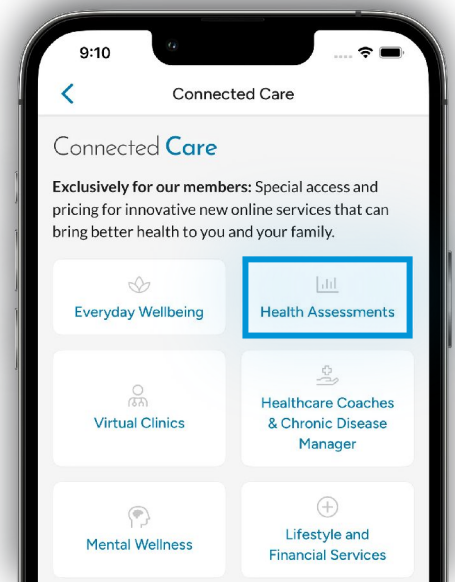 9:10
Connected Care
Connected Care
Exclusively for our members: Special access and
pricing for innovative new online services that can
bring better health to you and your family.
Everyday Wellbeing
Health Assessments
Virtual Clinics
Healthcare Coaches
& Chronic Disease
Manager
Mental Wellness
Lifestyle and
Financial Services